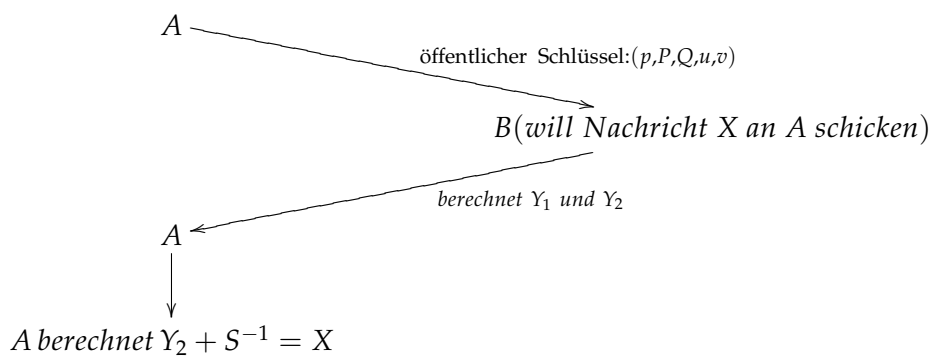 A
öffentlicher Schlüssel:(p,P,Q,u,v)
B(will Nachricht X an A schicken)
berechnet Y₁ und Y₂
A
A berechnet Y₂ + S⁻¹ = X